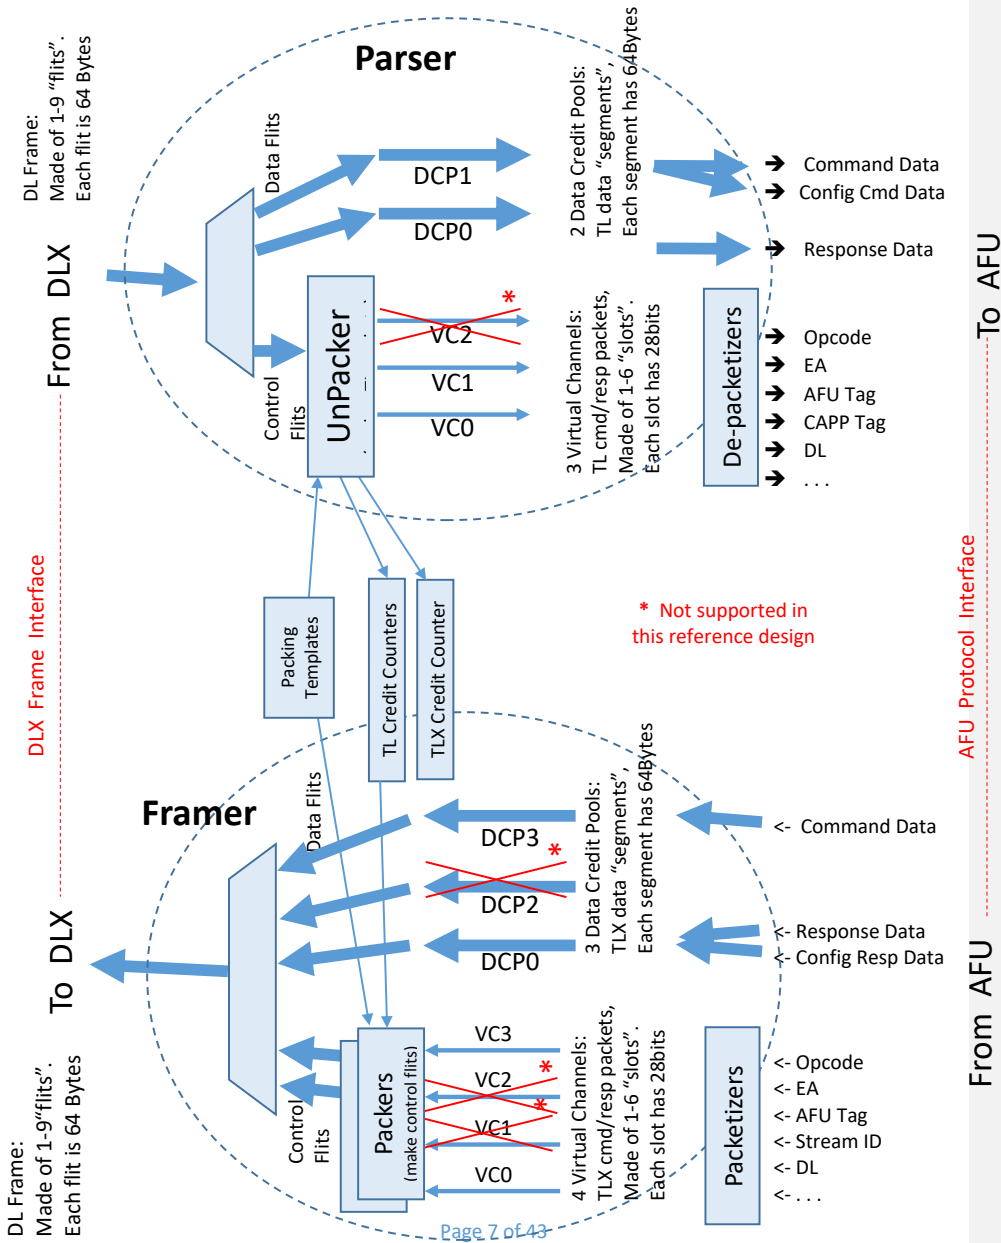 DL Frame:
Made of 1-9 "flits".
Each flit is 64 Bytes
From DLX
Parser
Data Flits
DCP1
DCP0
2 Data Credit Pools:
TL data "segments",
Each segment has 64Bytes
Command Data
Config Cmd Data
Response Data
To AFU
Control
Flits
UnPacker
*
VC2
VC1
VC0
3 Virtual Channels:
TL cmd/resp packets,
Made of 1-6 "slots".
Each slot has 28bits
De-packetizers
Opcode
EA
AFU Tag
CAPP Tag
DL
. . .
DLX Frame Interface
Packing
Templates
TL Credit Counters
TLX Credit Counter
* Not supported in
this reference design
AFU Protocol Interface
To DLX
Framer
Data Flits
DCP3
*
DCP2
DCP0
3 Data Credit Pools:
TLX data "segments",
Each segment has 64Bytes
<- Command Data
<- Response Data
<- Config Resp Data
From AFU
DL Frame:
Made of 1-9"flits".
Each flit is 64 Bytes
Control
Flits
Packers
(make control flits)
VC3
*
VC2
*
VC1
VC0
4 Virtual Channels:
TLX cmd/resp packets,
Made of 1-6 "slots".
Each slot has 28bits
Packetizers
<- Opcode
<- EA
<- AFU Tag
<- Stream ID
<- DL
<- . . .
Page 7 of 43